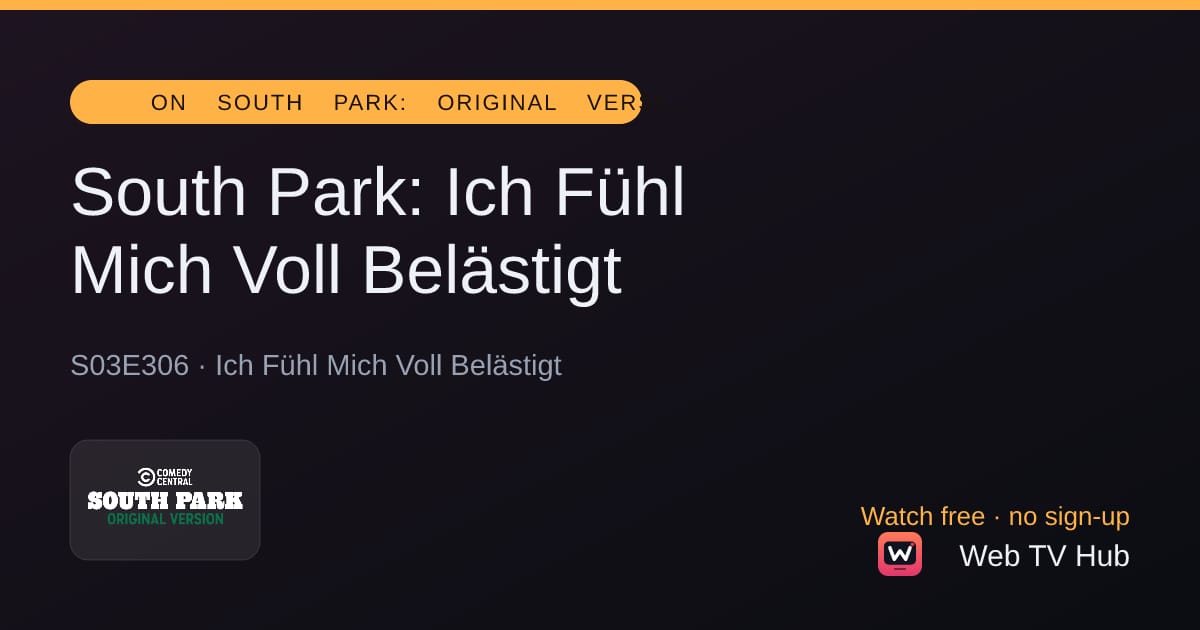 ON SOUTH PARK: ORIGINAL VERS
South Park: Ich Fühl
Mich Voll Belästigt
S03E306 · Ich Fühl Mich Voll Belästigt
COMEDY
CENTRAL
SOUTH PARK
ORIGINAL VERSION
Watch free · no sign-up
W
Web TV Hub